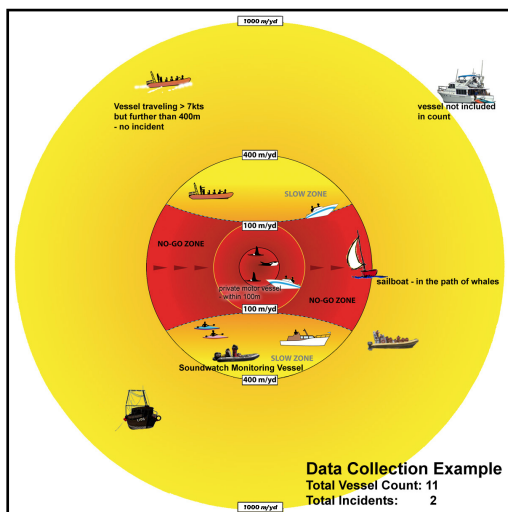 1000 m/yd
Vessel traveling > 7kts
but further than 400m
- no incident
vessel not included
in count
400 m/yd
SLOW ZONE
100 m/yd
NO-GO ZONE
private motor vessel
- within 100m
sailboat - in the path of whales
NO-GO ZONE
100 m/yd
SLOW ZONE
Soundwatch Monitoring Vessel
400 m/yd
Data Collection Example
Total Vessel Count: 11
Total Incidents: 2
1000 m/yd